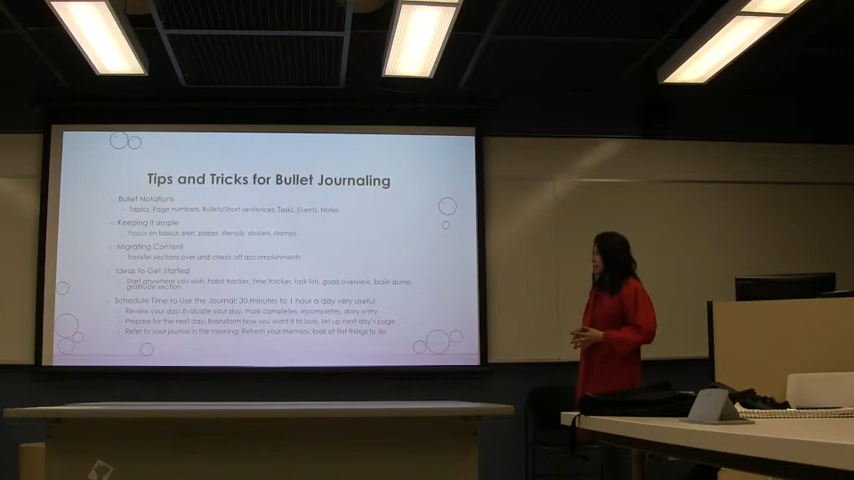 Tips and Tricks for Bullet Journaling
Bullet Notations
Topics, Page numbers, Bullets/Short sentences, Tasks, Events, Notes
Keeping it simple
Focus on basics, pen, paper, stencils, stickers, stamps
Migrating Content
Transfer sections over and check off accomplishments
Ideas to Get Started
Start anywhere you wish, habit tracker, time tracker, task lists, goals overview, brain dump,
gratitude section
Schedule Time to Use the Journal: 30 minutes to 1 hour a day very useful
Review your day: Evaluate your day, mark completes, incompletes, diary entry
Prepare for the next day: Brainstorm how you want it to look, set up next day's page
Refer to your journal in the morning: Refresh your memory, look at first things to do